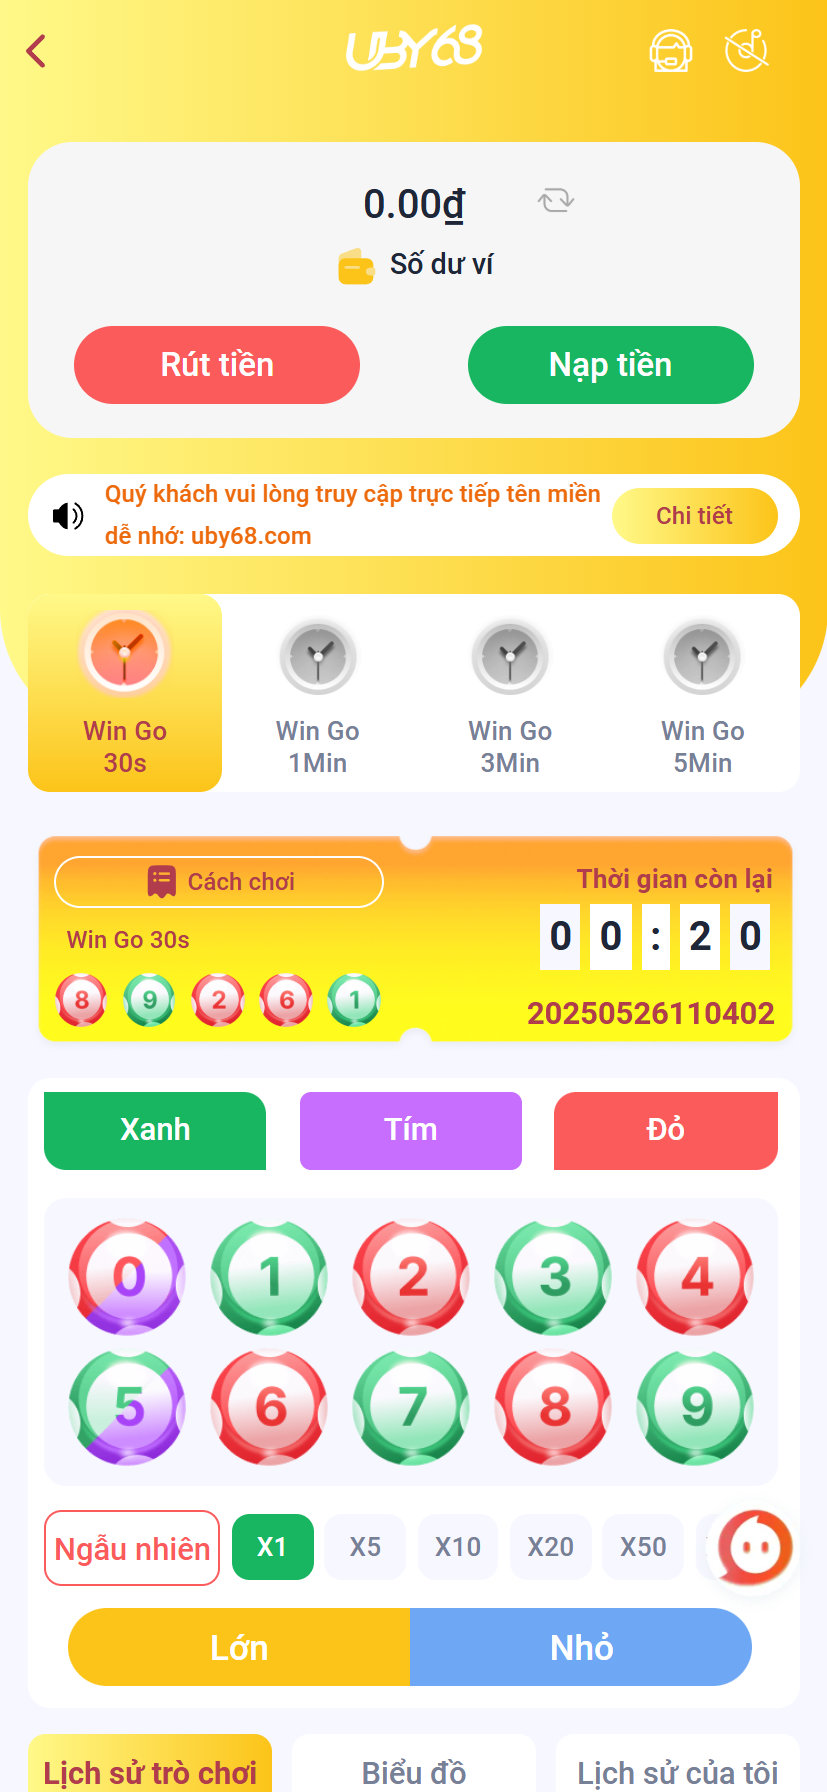 UBY68
0.00₫
Số dư ví
Rút tiền
Nạp tiền
Quý khách vui lòng truy cập trực tiếp tên miền
dễ nhớ: uby68.com
Chi tiết
Win Go
30s
Win Go
1Min
Win Go
3Min
Win Go
5Min
Cách chơi
Thời gian còn lại
Win Go 30s
0 0 : 2 0
8 9 2 6 1
20250526110402
Xanh
Tím
Đỏ
0 1 2 3 4
5 6 7 8 9
Ngẫu nhiên
X1
X5
X10
X20
X50
Lớn
Nhỏ
Lịch sử trò chơi
Biểu đồ
Lịch sử của tôi